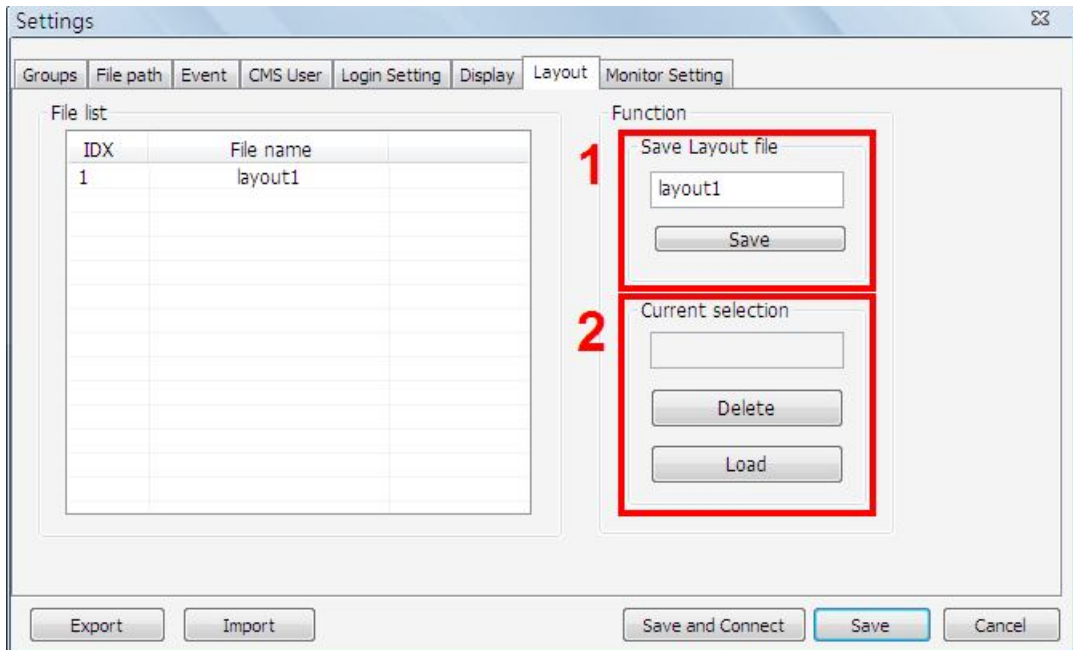 Settings
Groups File path Event CMS User Login Setting Display Layout Monitor Setting
File list
IDX File name
1 layout1
Function
1
Save Layout file
layout1
Save
2
Current selection
Delete
Load
Export Import Save and Connect Save Cancel